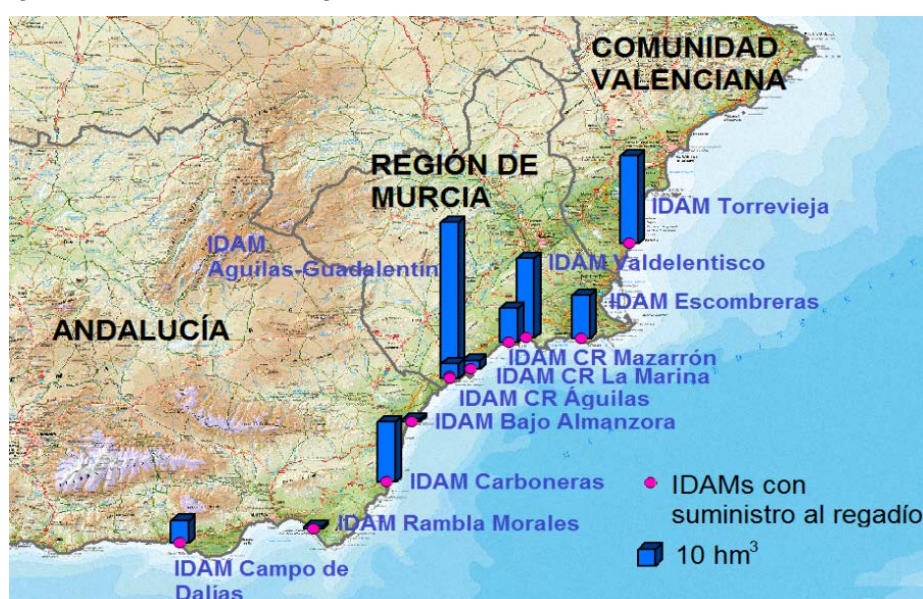 COMUNIDAD
VALENCIANA
REGIÓN DE
MURCIA
IDAM Torrevieja
IDAM
Aguilas-Guadalentín
IDAM Valdelentisco
IDAM Escombreras
ANDALUCÍA
IDAM CR Mazarrón
IDAM CR La Marina
IDAM CR Águilas
IDAM Bajo Almanzora
IDAM Carboneras
IDAMs con
suministro al regadío
IDAM Rambla Morales
10 hm³
IDAM Campo de
Dalías